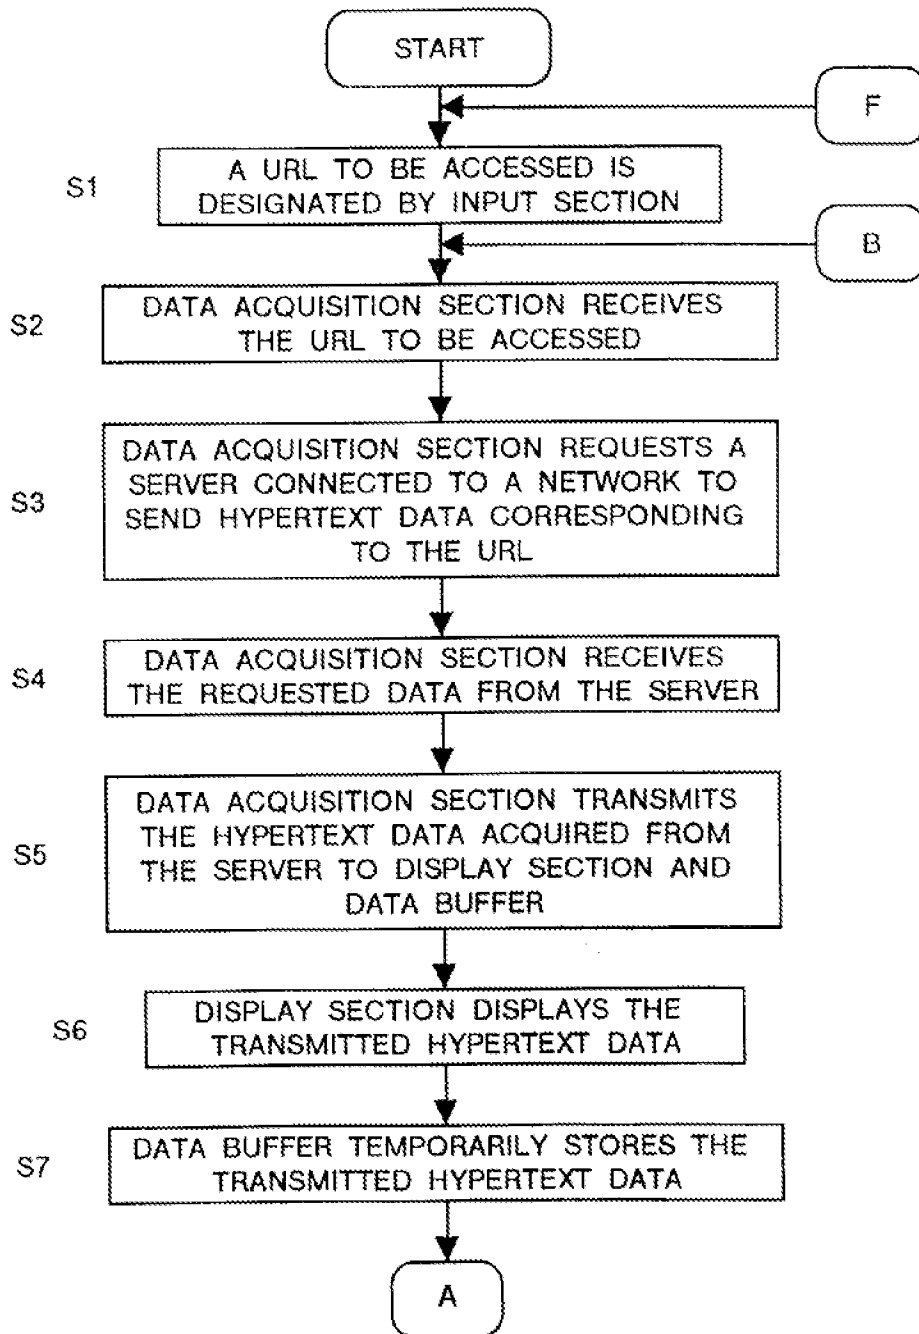 START
F
S1
A URL TO BE ACCESSED IS
DESIGNATED BY INPUT SECTION
B
S2
DATA ACQUISITION SECTION RECEIVES
THE URL TO BE ACCESSED
S3
DATA ACQUISITION SECTION REQUESTS A
SERVER CONNECTED TO A NETWORK TO
SEND HYPERTEXT DATA CORRESPONDING
TO THE URL
S4
DATA ACQUISITION SECTION RECEIVES
THE REQUESTED DATA FROM THE SERVER
S5
DATA ACQUISITION SECTION TRANSMITS
THE HYPERTEXT DATA ACQUIRED FROM
THE SERVER TO DISPLAY SECTION AND
DATA BUFFER
S6
DISPLAY SECTION DISPLAYS THE
TRANSMITTED HYPERTEXT DATA
S7
DATA BUFFER TEMPORARILY STORES THE
TRANSMITTED HYPERTEXT DATA
A